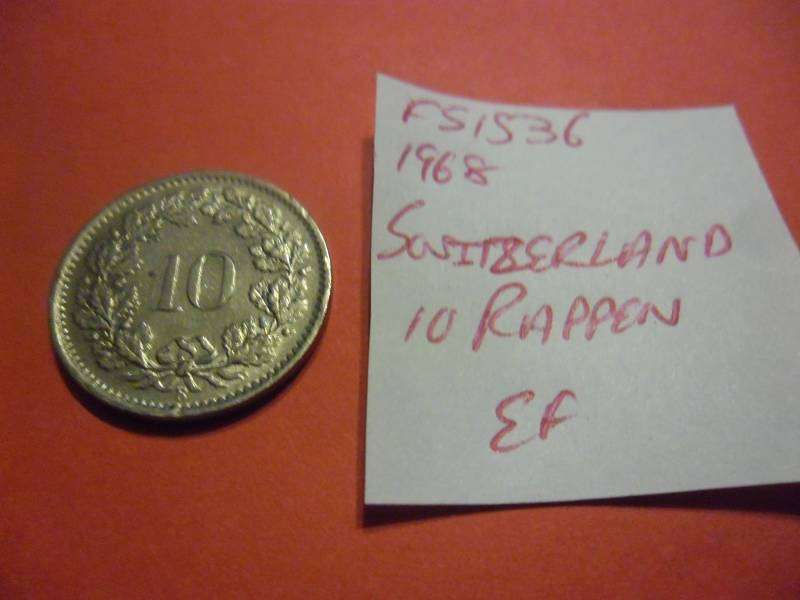 10
B
FS1536
1968
SWITZERLAND
10 RAPPEN
EF